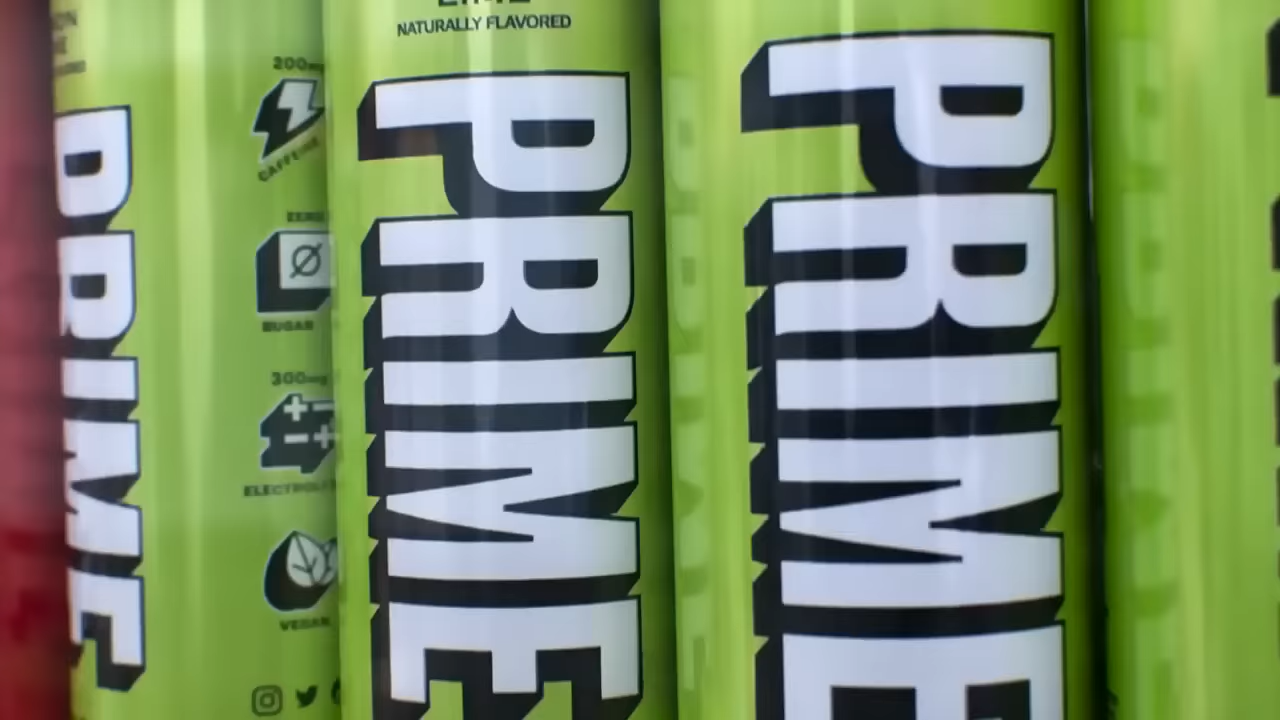 PRIME
200mg
CAFFEINE
ZERO
SUGAR
300mg
ELECTROLYTES
VEGAN
NATURALLY FLAVORED
PRIME
PRIME